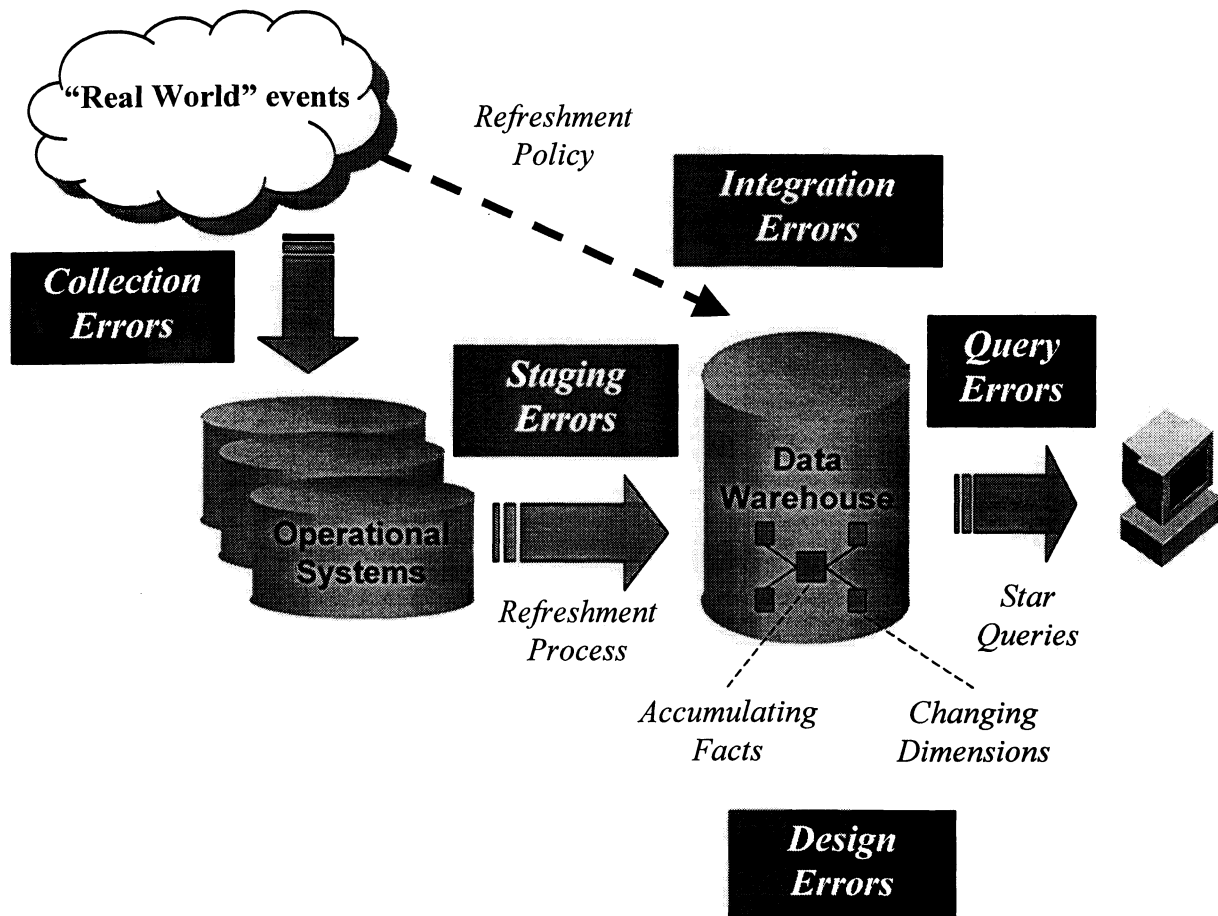 “Real World” events
Refreshment
Policy
Integration
Errors
Collection
Errors
Staging
Errors
Query
Errors
Data
Warehouse
Operational
Systems
Refreshment
Process
Star
Queries
Accumulating
Facts
Changing
Dimensions
Design
Errors